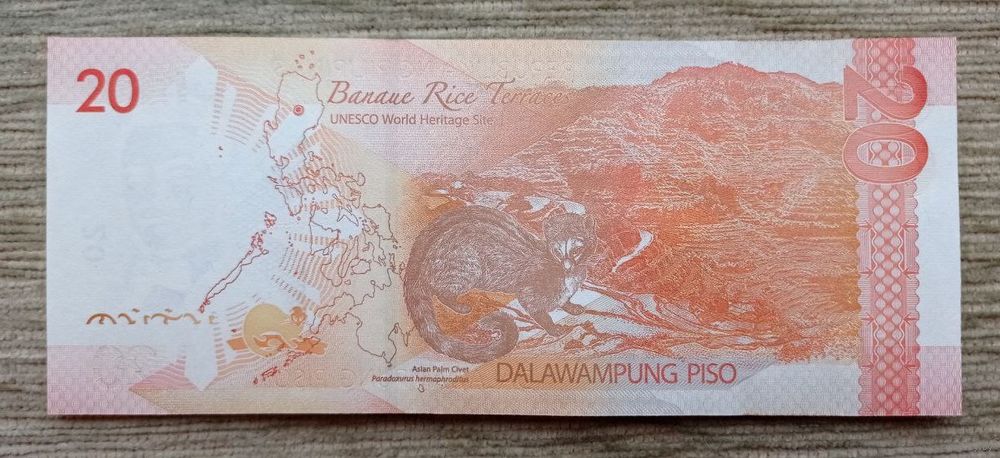 20
Banaue Rice Terraces
UNESCO World Heritage Site
20
Asian Palm Civet
Paradoxurus hermaphroditus
DALAWAMPUNG PISO